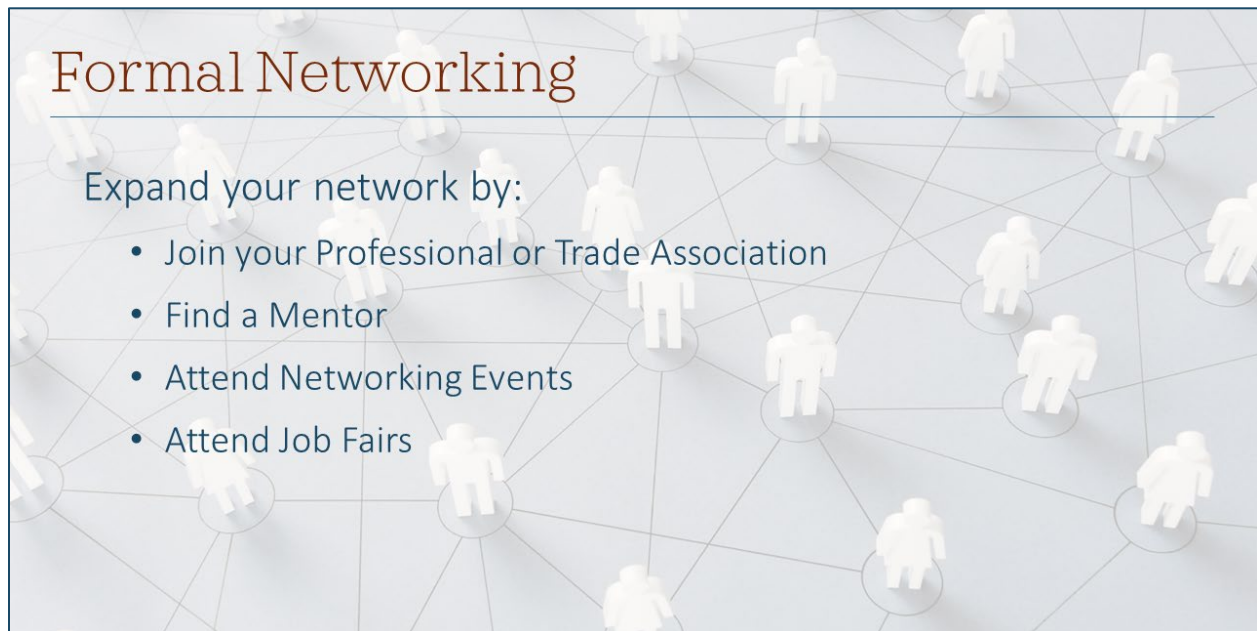 Formal Networking
Expand your network by:
• Join your Professional or Trade Association
• Find a Mentor
• Attend Networking Events
• Attend Job Fairs